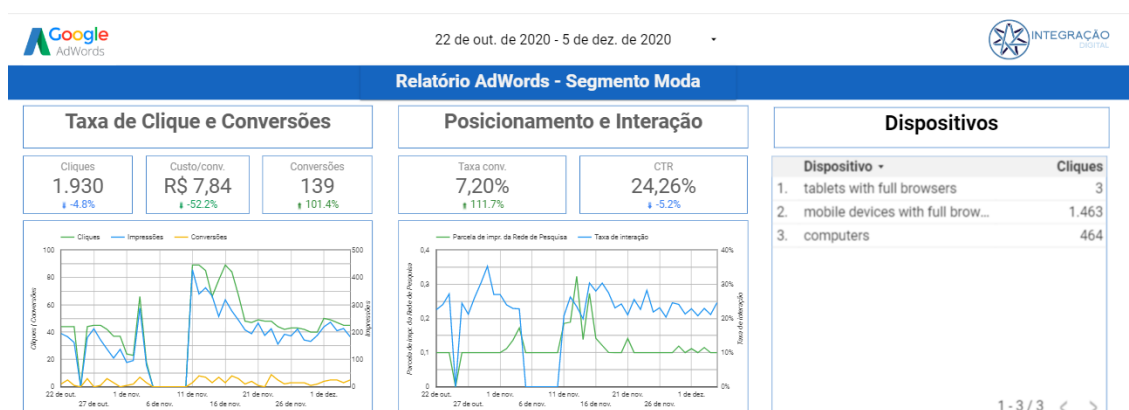 Google
AdWords
22 de out. de 2020 - 5 de dez. de 2020
INTEGRAÇÃO
DIGITAL
Relatório AdWords - Segmento Moda
Taxa de Clique e Conversões
Cliques
1.930
-4.8%
Custo/conv.
R$ 7,84
-52.2%
Conversões
139
101.4%
Cliques Impressões Conversões
100
80
60
40
20
0
500
400
300
200
100
0
Cliques | Conversões
Impressões
22 de out.
27 de out.
1 de nov.
6 de nov.
11 de nov.
16 de nov.
21 de nov.
26 de nov.
1 de dez.
Posicionamento e Interação
Taxa conv.
7,20%
111.7%
CTR
24,26%
-5.2%
Parcela de impr. da Rede de Pesquisa Taxa de interação
0,4
0,3
0,2
0,1
0
40%
30%
20%
10%
0%
Parcela de impr. da Rede de Pesquisa
Taxa de interação
22 de out.
27 de out.
1 de nov.
6 de nov.
11 de nov.
16 de nov.
21 de nov.
26 de nov.
1 de dez.
Dispositivos
Dispositivo Cliques
1. tablets with full browsers 3
2. mobile devices with full brow... 1.463
3. computers 464
1 - 3 / 3 < >